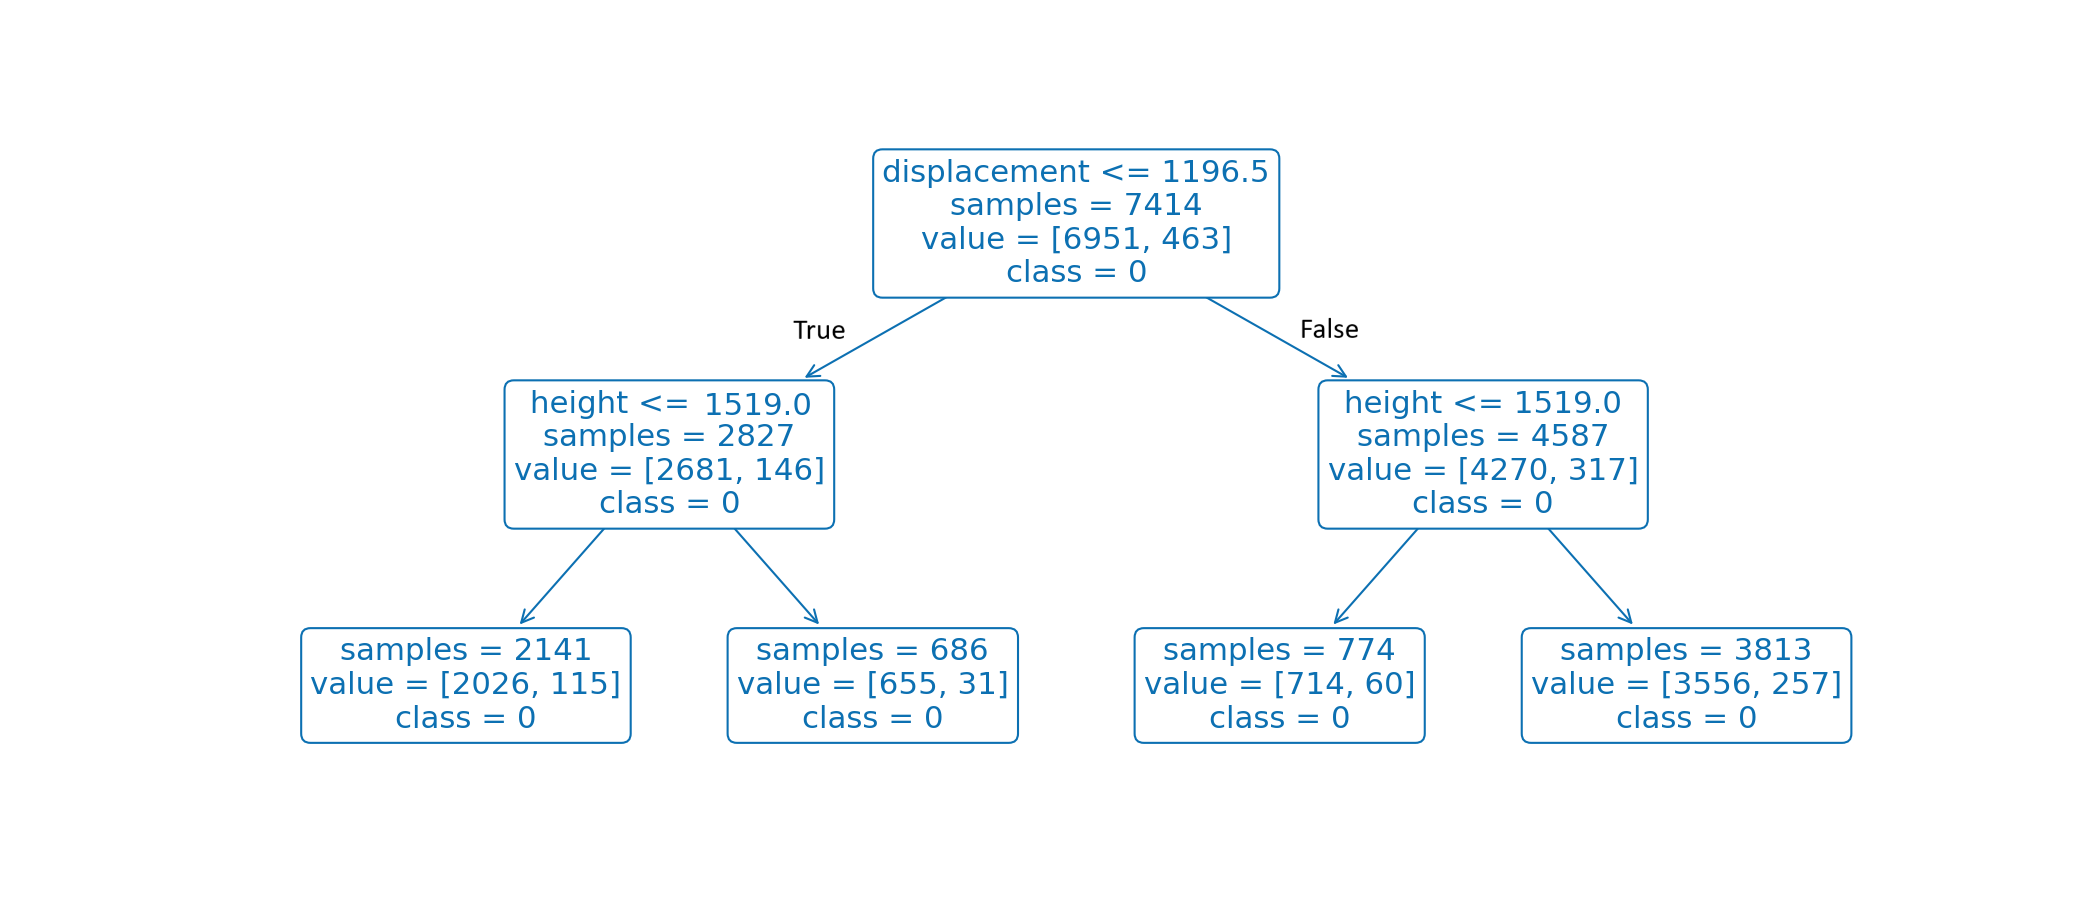 displacement <= 1196.5
samples = 7414
value = [6951, 463]
class = 0
True
False
height <= 1519.0
samples = 2827
value = [2681, 146]
class = 0
height <= 1519.0
samples = 4587
value = [4270, 317]
class = 0
samples = 2141
value = [2026, 115]
class = 0
samples = 686
value = [655, 31]
class = 0
samples = 774
value = [714, 60]
class = 0
samples = 3813
value = [3556, 257]
class = 0